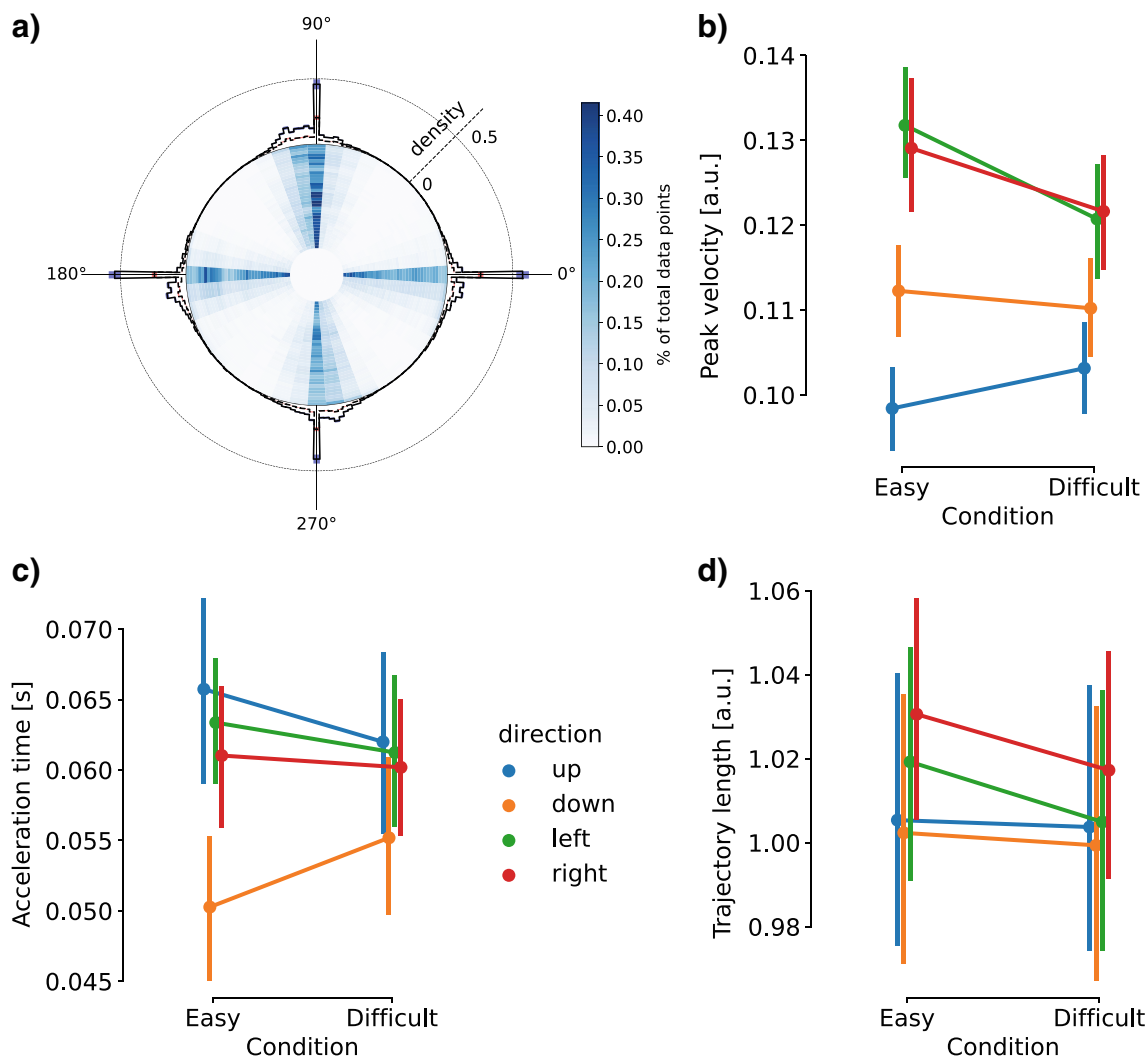 a)
90°
180°
0°
270°
density
0
0.5
0.40
0.35
0.30
0.25
0.20
0.15
0.10
0.05
0.00
% of total data points
b)
0.14
0.13
0.12
0.11
0.10
Peak velocity [a.u.]
Easy Difficult
Condition
c)
0.070
0.065
0.060
0.055
0.050
0.045
Acceleration time [s]
Easy Difficult
Condition
direction
up
down
left
right
d)
1.06
1.04
1.02
1.00
0.98
Trajectory length [a.u.]
Easy Difficult
Condition